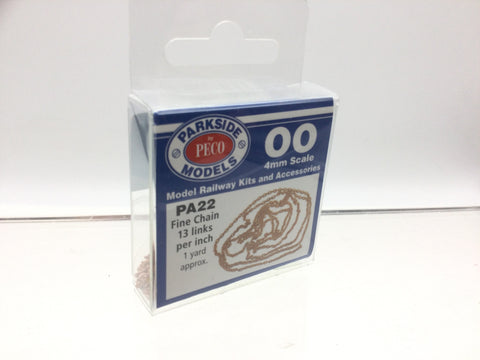 PARKSIDE
by
PECO
MODELS
OO
4mm Scale
Model Railway Kits and Accessories
PA22
Fine Chain
13 links
per inch
1 yard
approx.